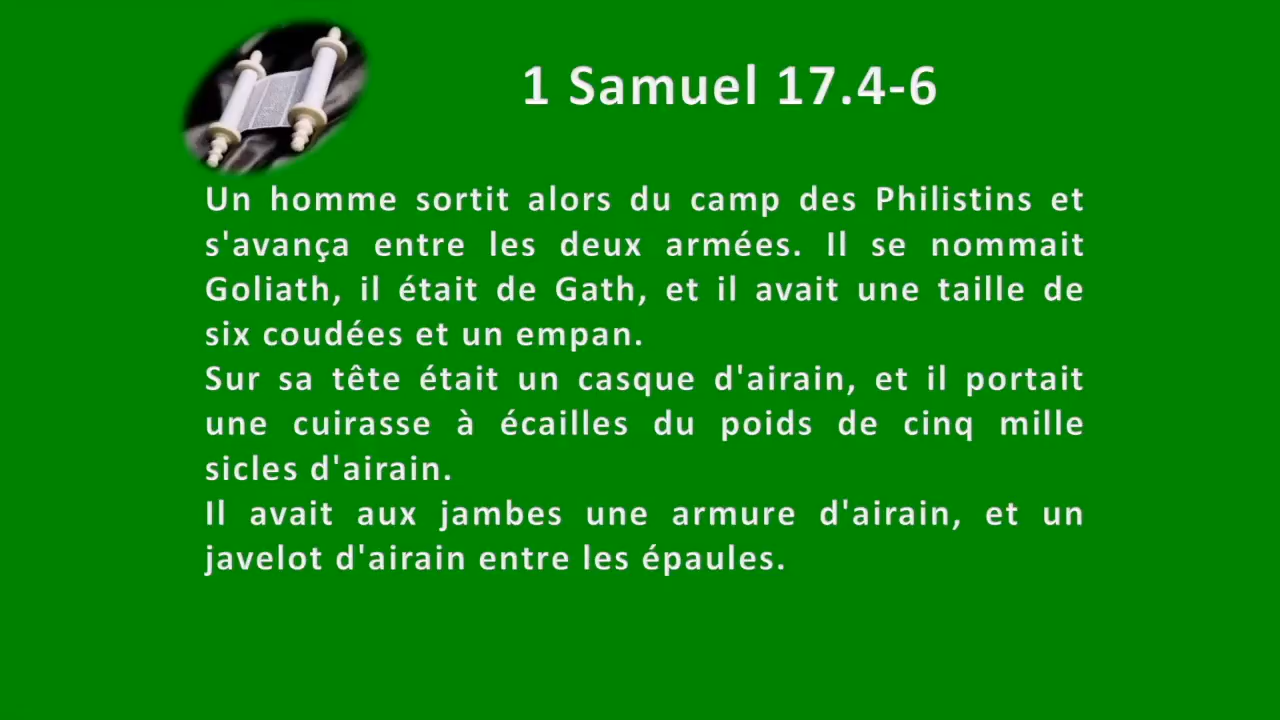 1 Samuel 17.4-6
Un homme sortit alors du camp des Philistins et
s'avança entre les deux armées. Il se nommait
Goliath, il était de Gath, et il avait une taille de
six coudées et un empan.
Sur sa tête était un casque d'airain, et il portait
une cuirasse à écailles du poids de cinq mille
sicles d'airain.
Il avait aux jambes une armure d'airain, et un
javelot d'airain entre les épaules.